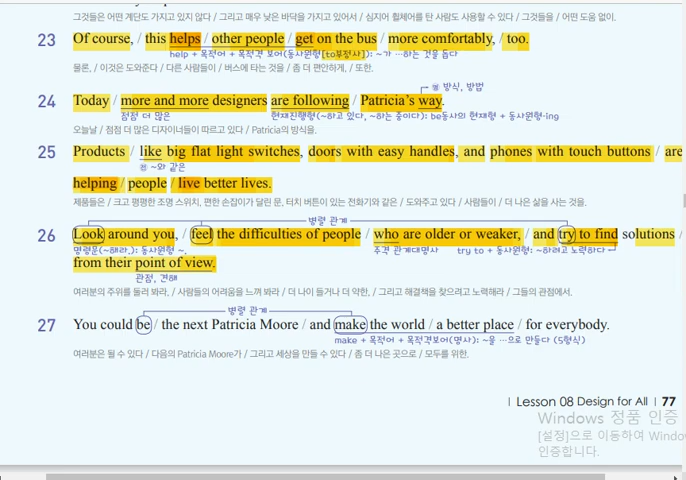 그것들은 어떤 계단도 가지고 있지 않다 / 그리고 매우 낮은 바닥을 가지고 있어서 / 심지어 휠체어를 탄 사람도 사용할 수 있다 / 그것들을 / 어떤 도움 없이.
23 Of course, / this helps / other people / get on the bus / more comfortably, / too.
help + 목적어 + 목적격 보어(동사원형[to부정사]): ~가 …하는 것을 돕다
물론, / 이것은 도와준다 / 다른 사람들이 / 버스에 타는 것을 / 좀 더 편안하게, / 또한.
명 방식, 방법
24 Today / more and more designers are following / Patricia's way.
점점 더 많은 현재진행형(~하고 있다, ~하는 중이다): be동사의 현재형 + 동사원형-ing
오늘날 / 점점 더 많은 디자이너들이 따르고 있다 / Patricia의 방식을.
25 Products / like big flat light switches, doors with easy handles, and phones with touch buttons / are
전 ~와 같은
helping / people / live better lives.
제품들은 / 크고 평평한 조명 스위치, 편한 손잡이가 달린 문, 터치 버튼이 있는 전화기와 같은 / 도와주고 있다 / 사람들이 / 더 나은 삶을 사는 것을.
병렬 관계
26 Look around you, / feel the difficulties of people / who are older or weaker, / and try to find solutions /
명령문(~해라,): 동사원형 ~. 주격 관계대명사 try to + 동사원형: ~하려고 노력하다
from their point of view.
관점, 견해
여러분의 주위를 둘러 봐라, / 사람들의 어려움을 느껴 봐라 / 더 나이 들거나 더 약한, / 그리고 해결책을 찾으려고 노력해라 / 그들의 관점에서.
병렬 관계
27 You could be / the next Patricia Moore / and make the world / a better place / for everybody.
make + 목적어 + 목적격보어(명사): ~을 …으로 만들다 (5형식)
여러분은 될 수 있다 / 다음의 Patricia Moore가 / 그리고 세상을 만들 수 있다 / 좀 더 나은 곳으로 / 모두를 위한.
| Lesson 08 Design for All | 77
Windows 정품 인증
[설정]으로 이동하여 Windo
인증합니다.